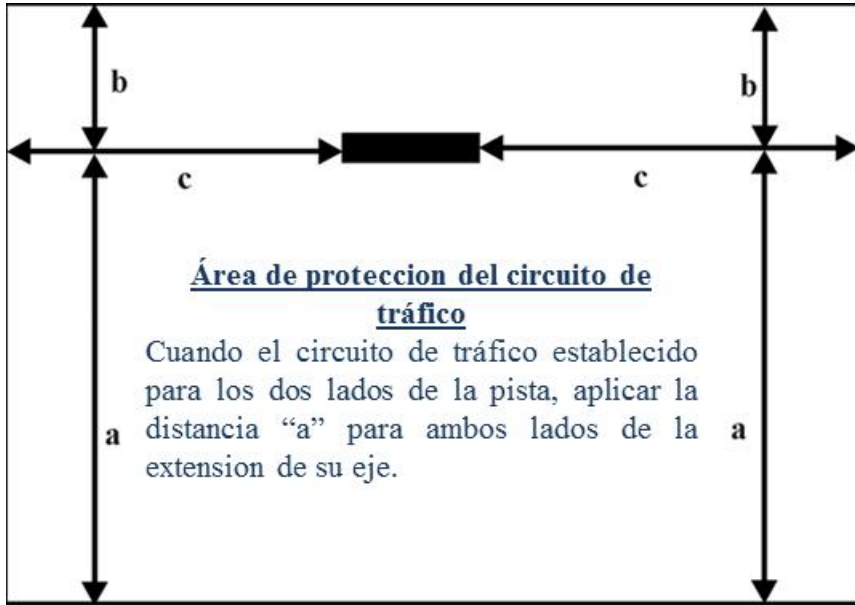 b
b
c
c
Área de proteccion del circuito de
tráfico
Cuando el circuito de tráfico establecido
para los dos lados de la pista, aplicar la
distancia “a” para ambos lados de la
extension de su eje.
a
a